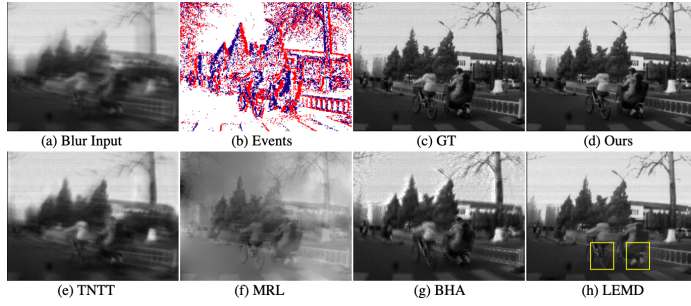 (a) Blur Input
(b) Events
(c) GT
(d) Ours
(e) TNTT
(f) MRL
(g) BHA
(h) LEMD